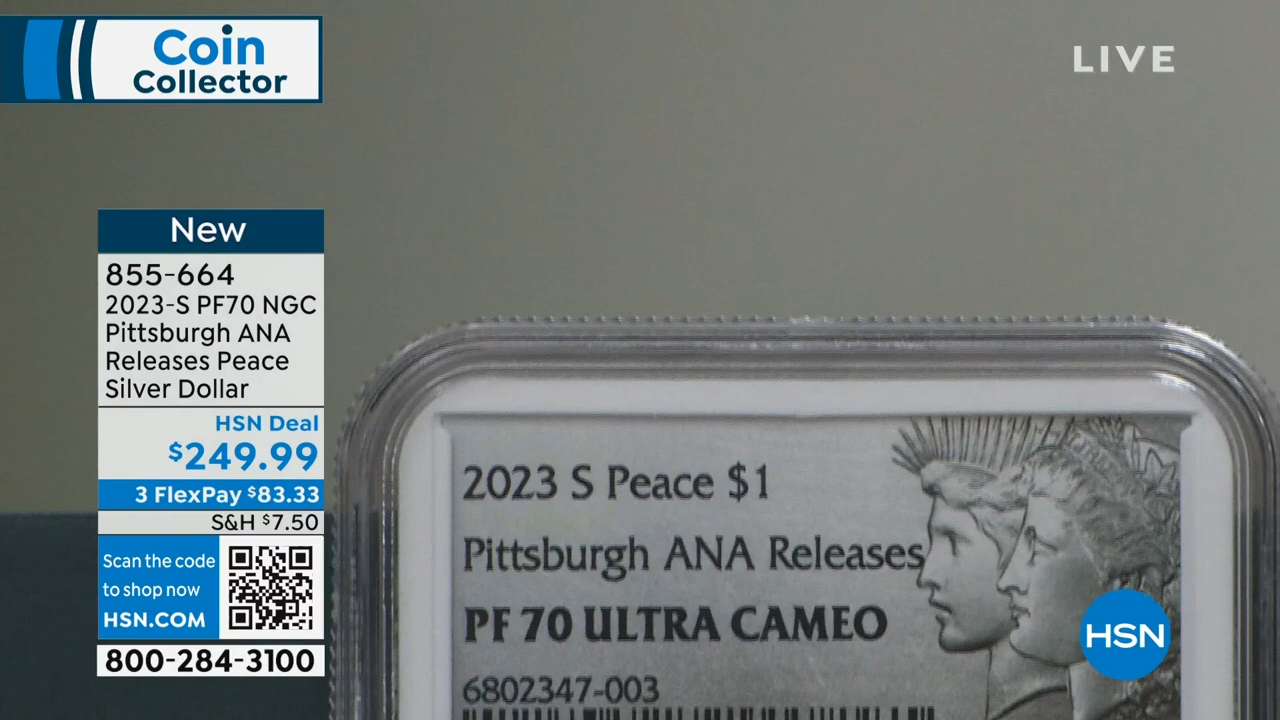 Coin
Collector
LIVE
New
855-664
2023-S PF70 NGC
Pittsburgh ANA
Releases Peace
Silver Dollar
HSN Deal
$249.99
3 FlexPay $83.33
S&H $7.50
Scan the code
to shop now
HSN.COM
800-284-3100
2023 S Peace $1
Pittsburgh ANA Releases
PF 70 ULTRA CAMEO
6802347-003
HSN